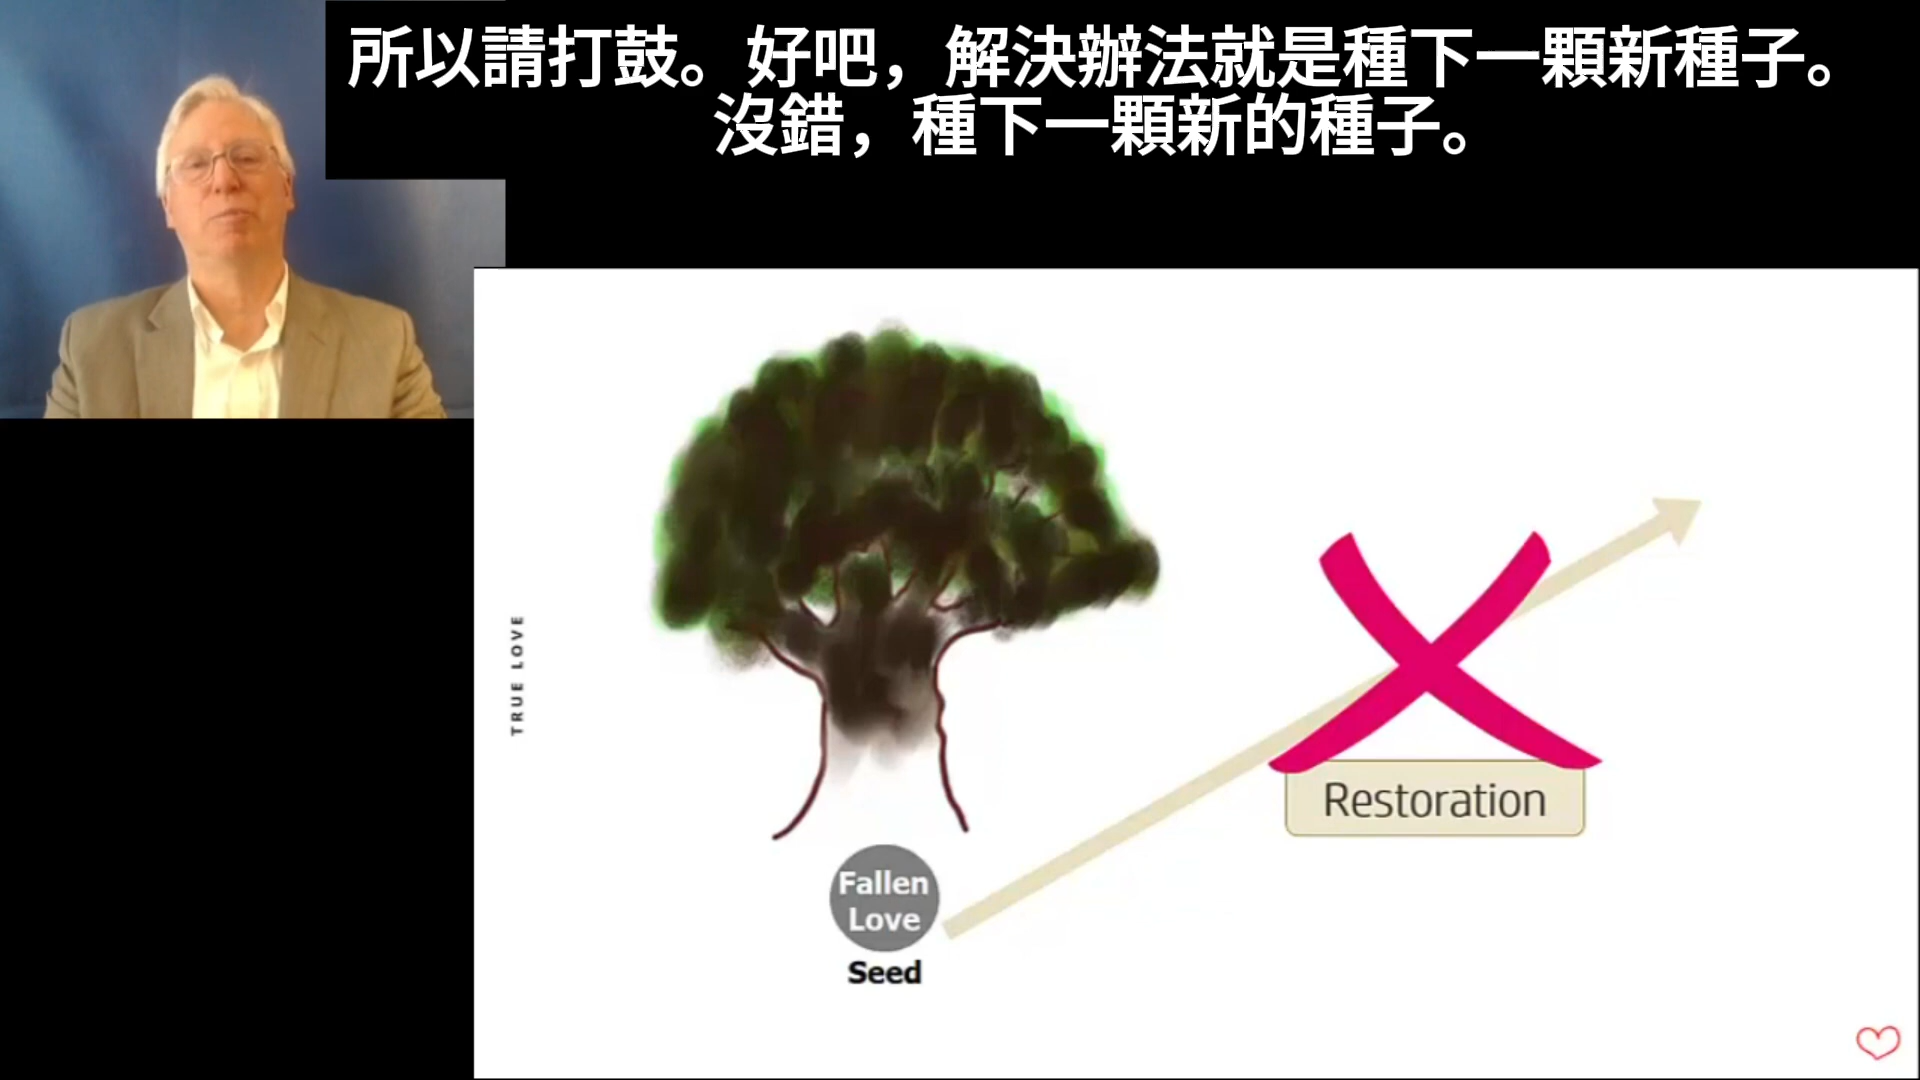 所以請打鼓。好吧，解決辦法就是種下一顆新種子。
沒錯，種下一顆新的種子。
TRUE LOVE
Restoration
Fallen
Love
Seed